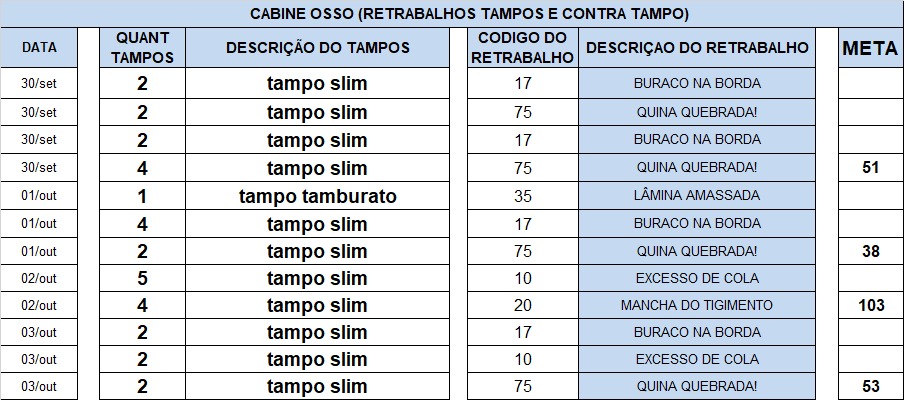 CABINE OSSO (RETRABALHOS TAMPOS E CONTRA TAMPO)
DATA QUANT TAMPOS DESCRIÇÃO DO TAMPOS CODIGO DO RETRABALHO DESCRIÇAO DO RETRABALHO META
30/set 2 tampo slim 17 BURACO NA BORDA
30/set 2 tampo slim 75 QUINA QUEBRADA!
30/set 2 tampo slim 17 BURACO NA BORDA
30/set 4 tampo slim 75 QUINA QUEBRADA! 51
01/out 1 tampo tamburato 35 LÂMINA AMASSADA
01/out 4 tampo slim 17 BURACO NA BORDA
01/out 2 tampo slim 75 QUINA QUEBRADA! 38
02/out 5 tampo slim 10 EXCESSO DE COLA
02/out 4 tampo slim 20 MANCHA DO TIGIMENTO 103
03/out 2 tampo slim 17 BURACO NA BORDA
03/out 2 tampo slim 10 EXCESSO DE COLA
03/out 2 tampo slim 75 QUINA QUEBRADA! 53